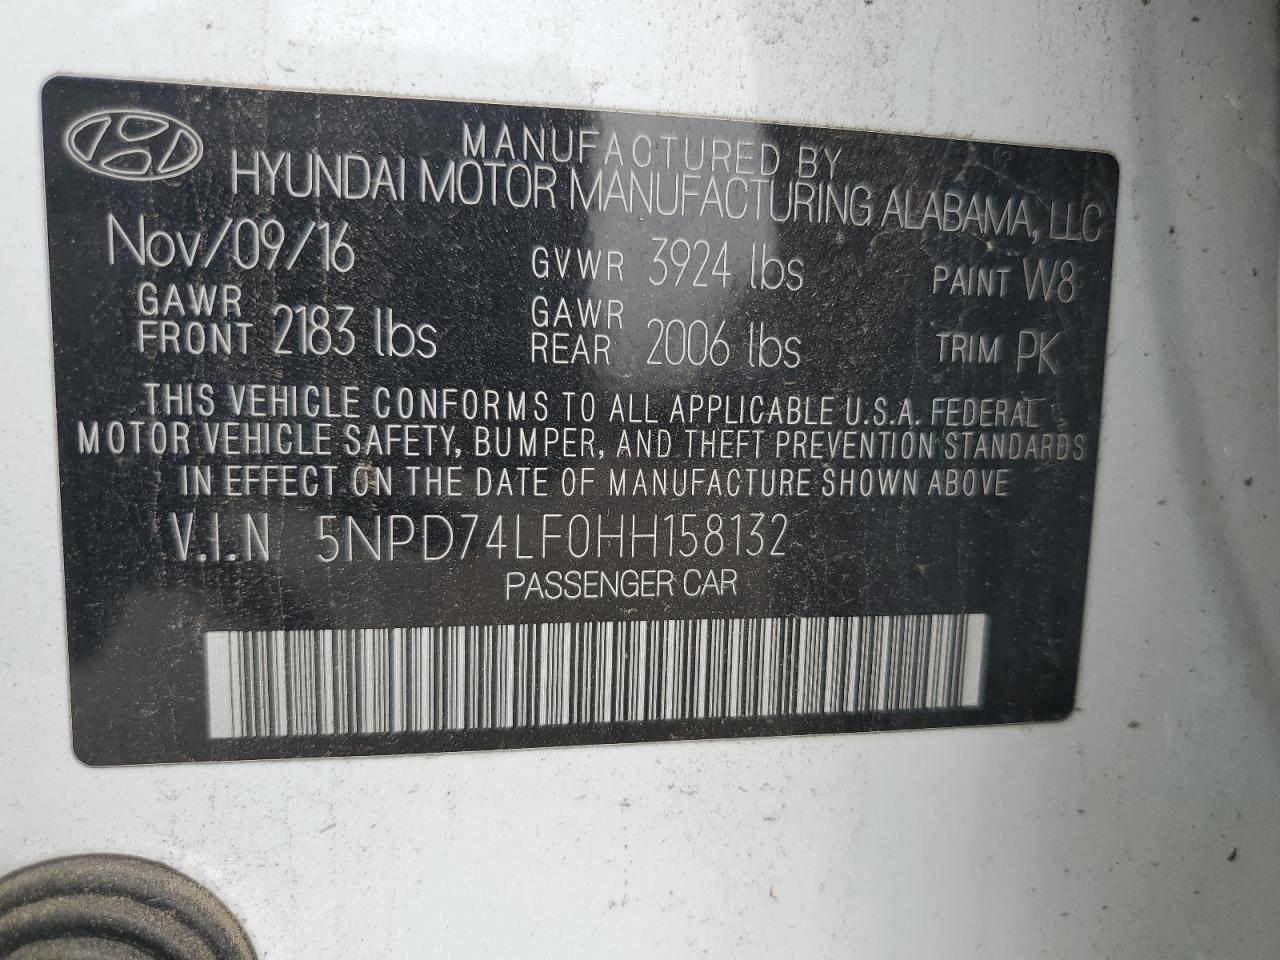 MANUFACTURED BY
HYUNDAI MOTOR MANUFACTURING ALABAMA, LLC
Nov/09/16 GVWR 3924 lbs PAINT W8
GAWR FRONT 2183 lbs GAWR REAR 2006 lbs TRIM PK
THIS VEHICLE CONFORMS TO ALL APPLICABLE U.S.A. FEDERAL
MOTOR VEHICLE SAFETY, BUMPER, AND THEFT PREVENTION STANDARDS
IN EFFECT ON THE DATE OF MANUFACTURE SHOWN ABOVE
V.I.N 5NPD74LF0HH158132
PASSENGER CAR